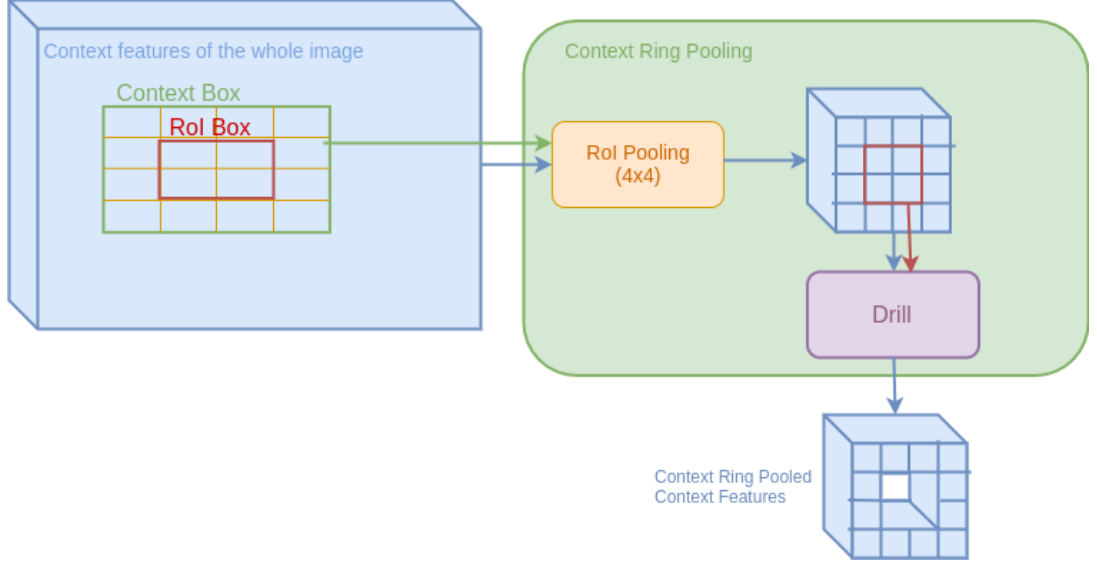 Context features of the whole image
Context Box
RoI Box
Context Ring Pooling
RoI Pooling
(4x4)
Drill
Context Ring Pooled
Context Features